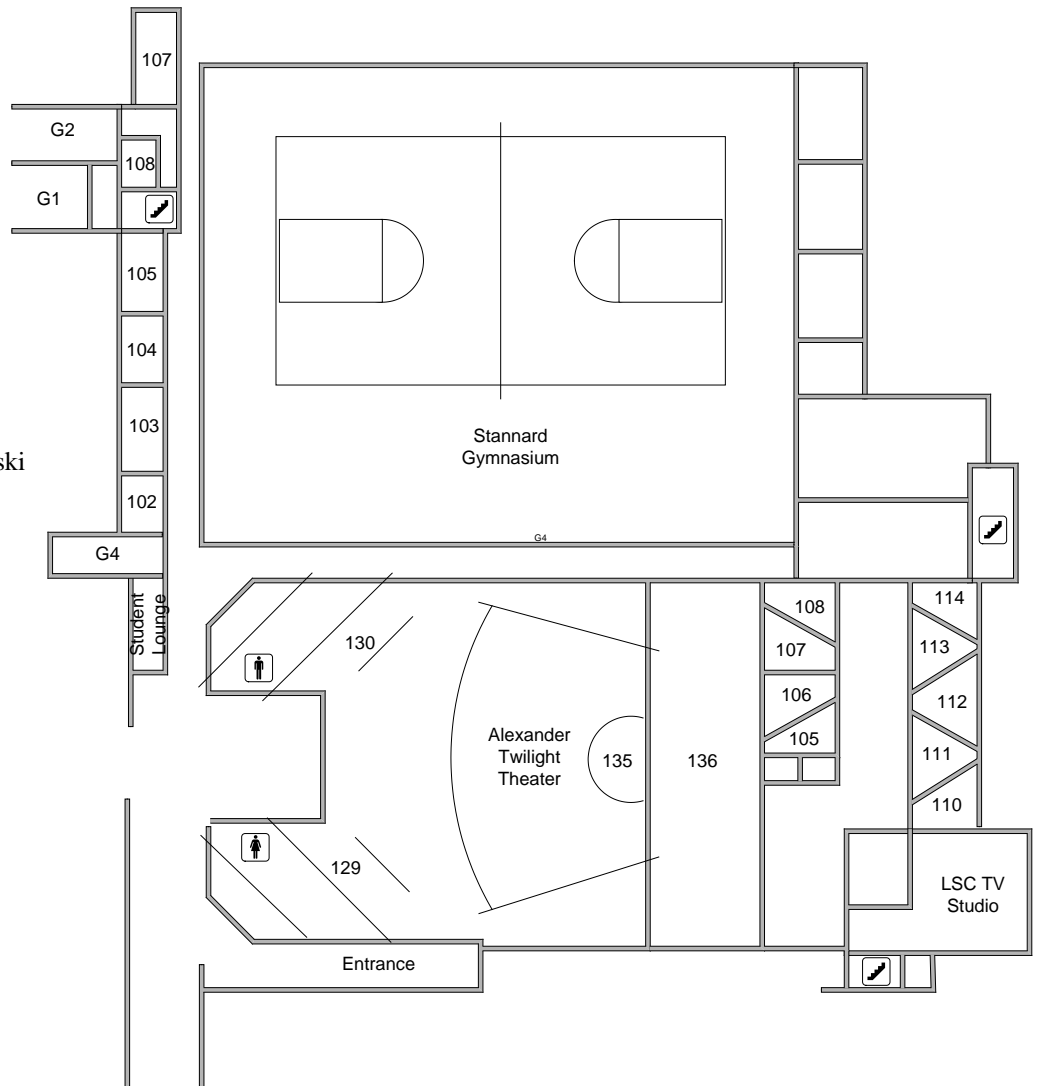 107
G2
108
G1
105
104
103
ski
102
G4
Student
Lounge
Stannard
Gymnasium
G4
130
Alexander
Twilight
Theater
135
136
129
Entrance
108
107
106
105
114
113
112
111
110
LSC TV
Studio